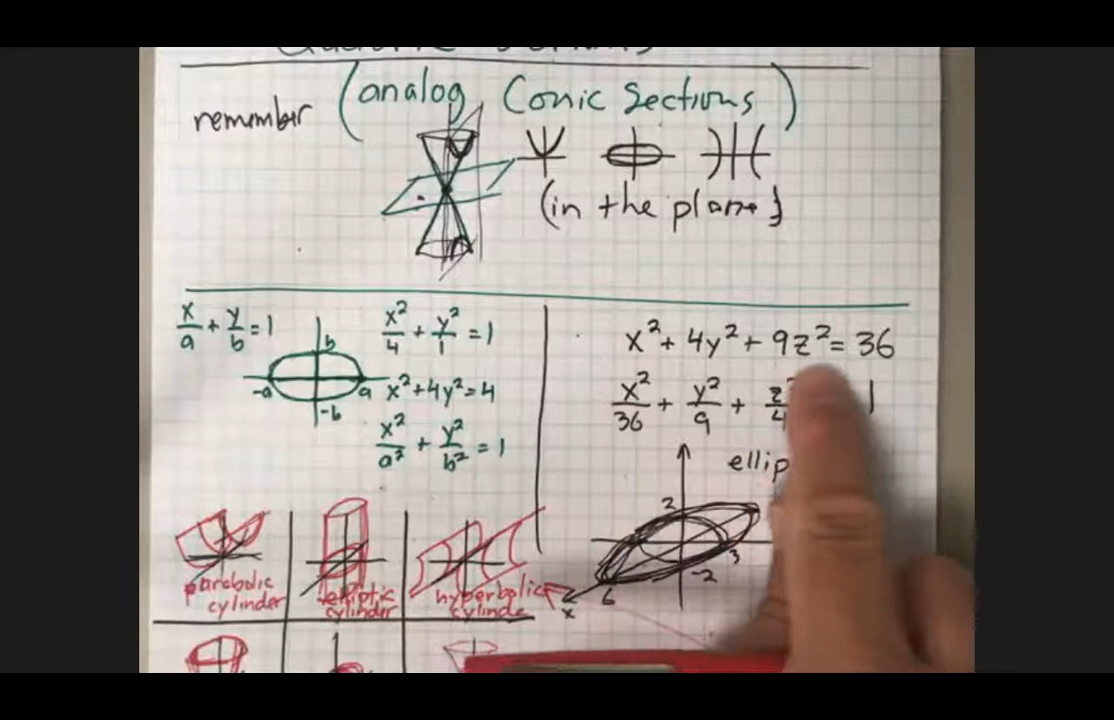 (analog Conic Sections)
remember
(in the plane)
x/a + y/b = 1
b
-a
a
-b
x²/4 + y²/1 = 1
x²+4y²=4
x²/a² + y²/b² = 1
x²+ 4y²+ 9z²= 36
x²/36 + y²/9 + 1
ellip
2
3
-2
6
x
parabolic
cylinder
elliptic
cylinder
hyperbolic